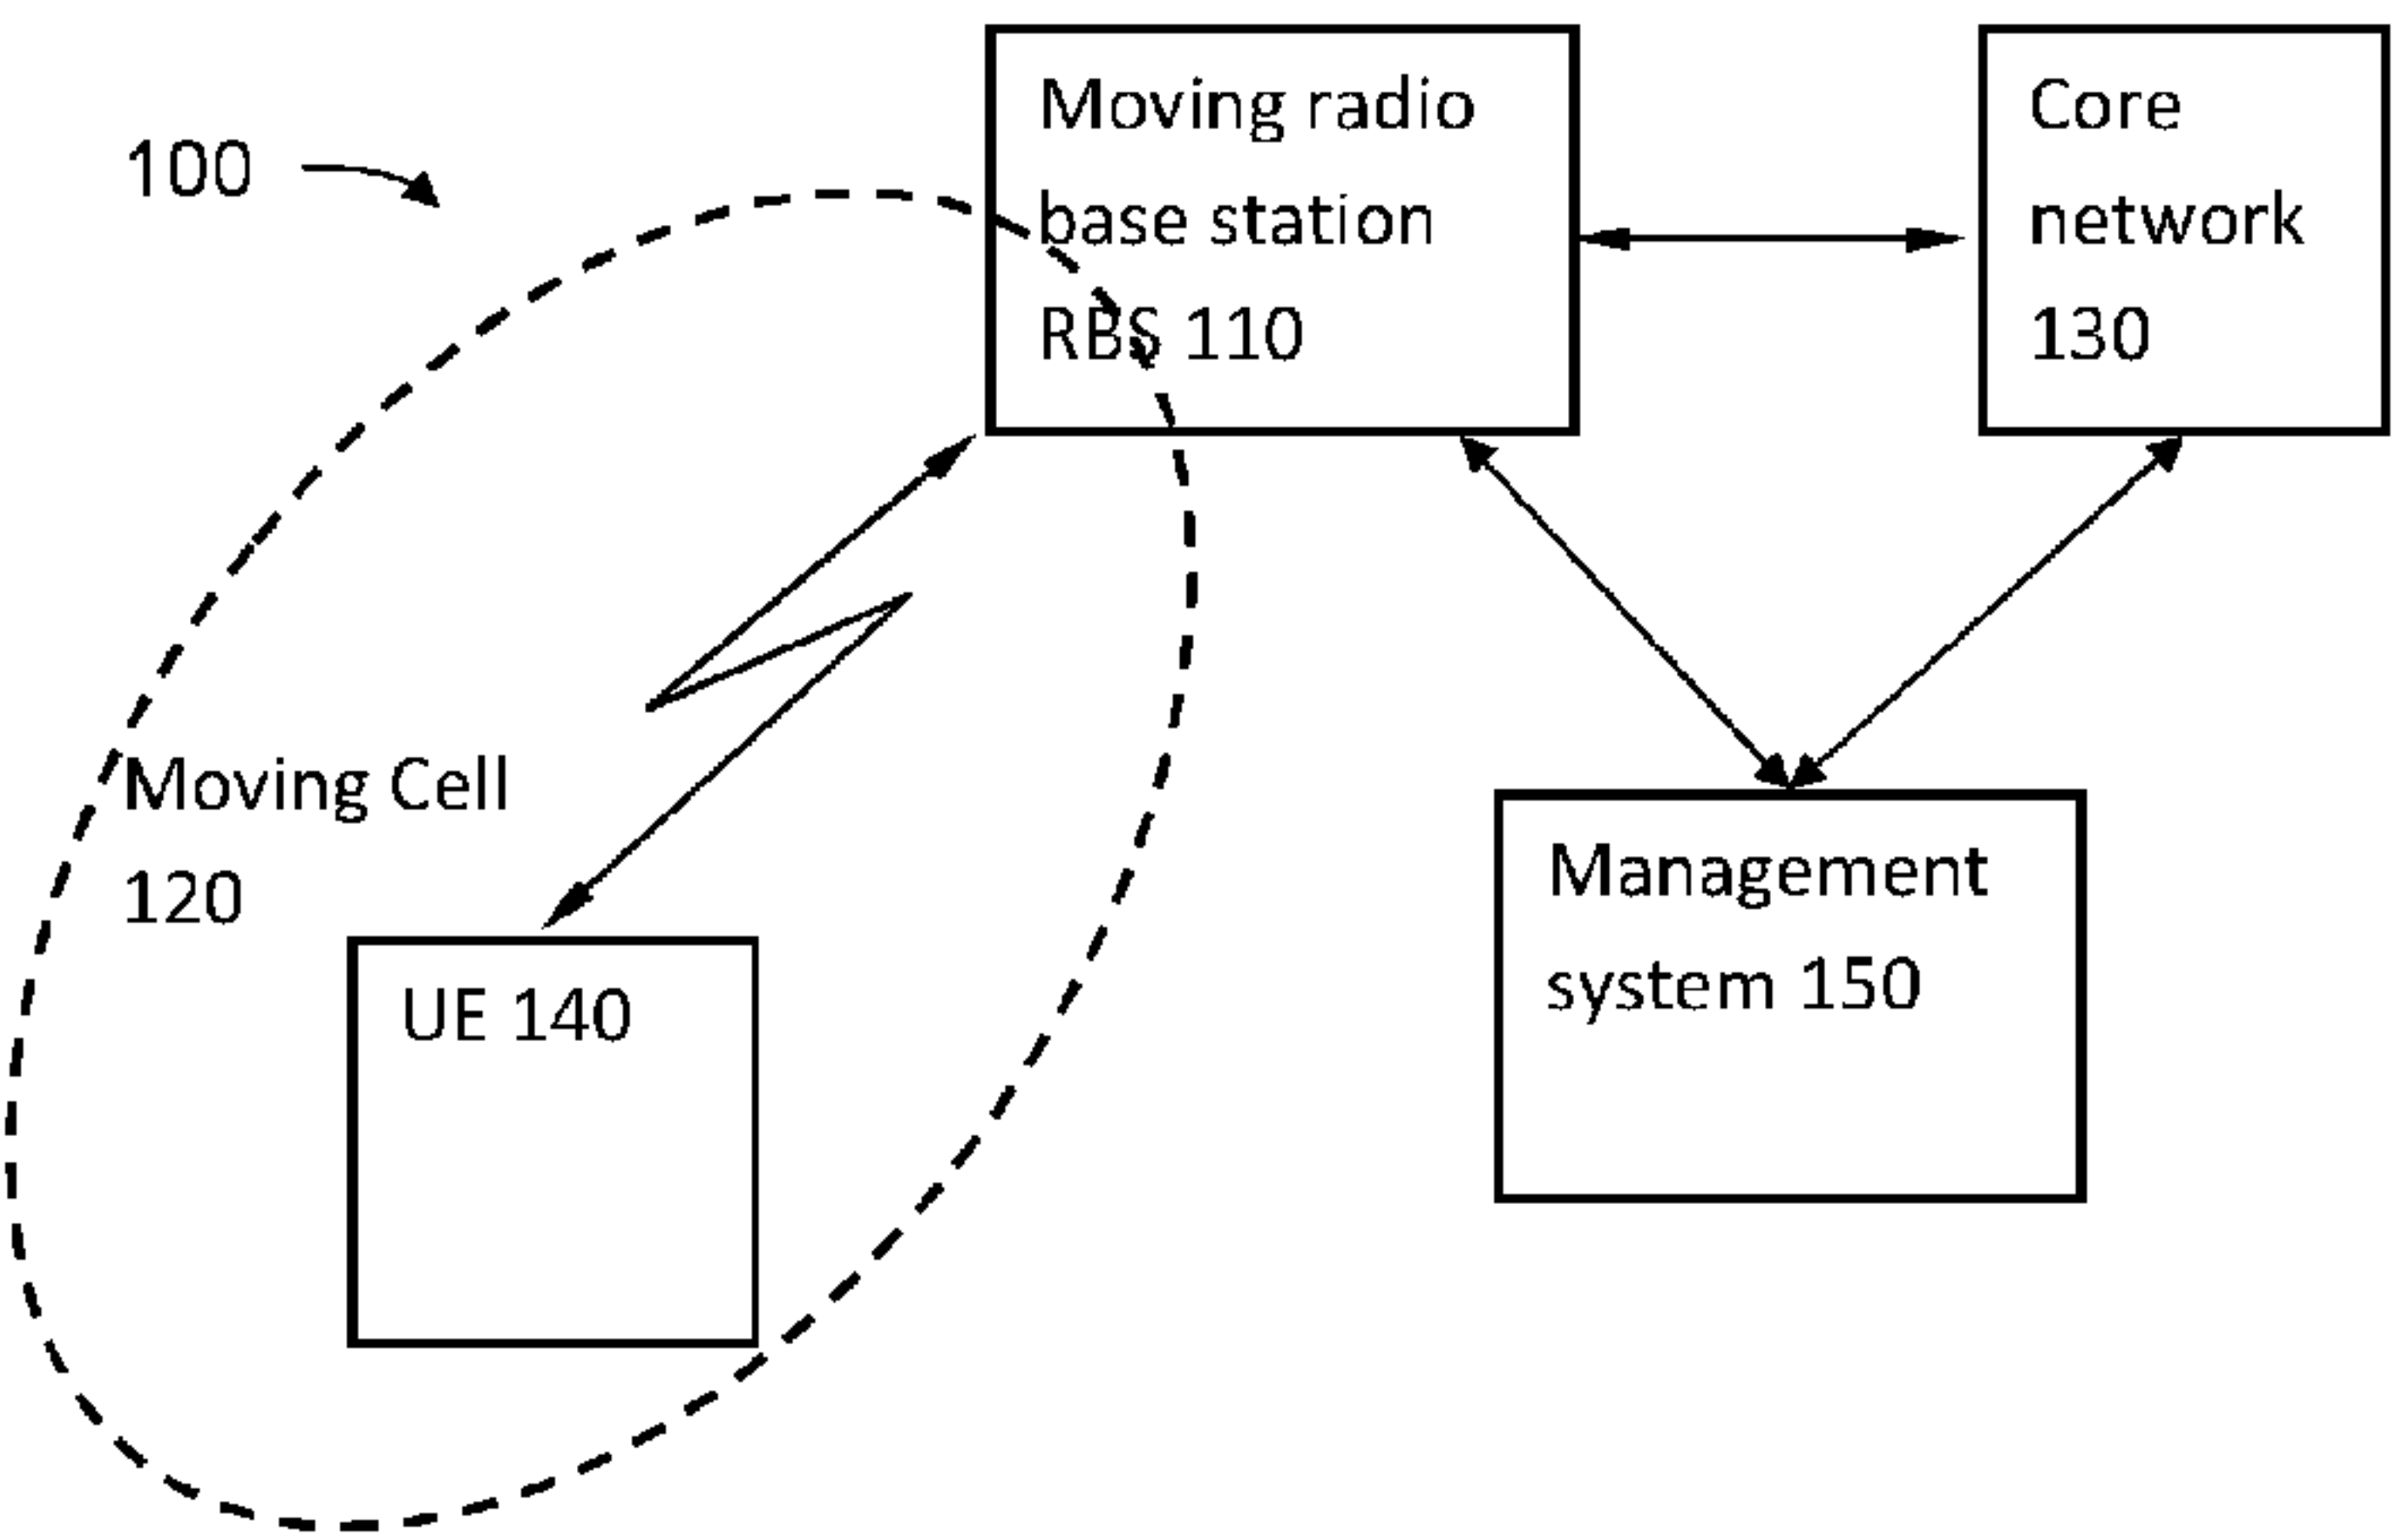 100
Moving radio
base station
RBS 110
Core
network
130
Moving Cell
120
UE 140
Management
system 150